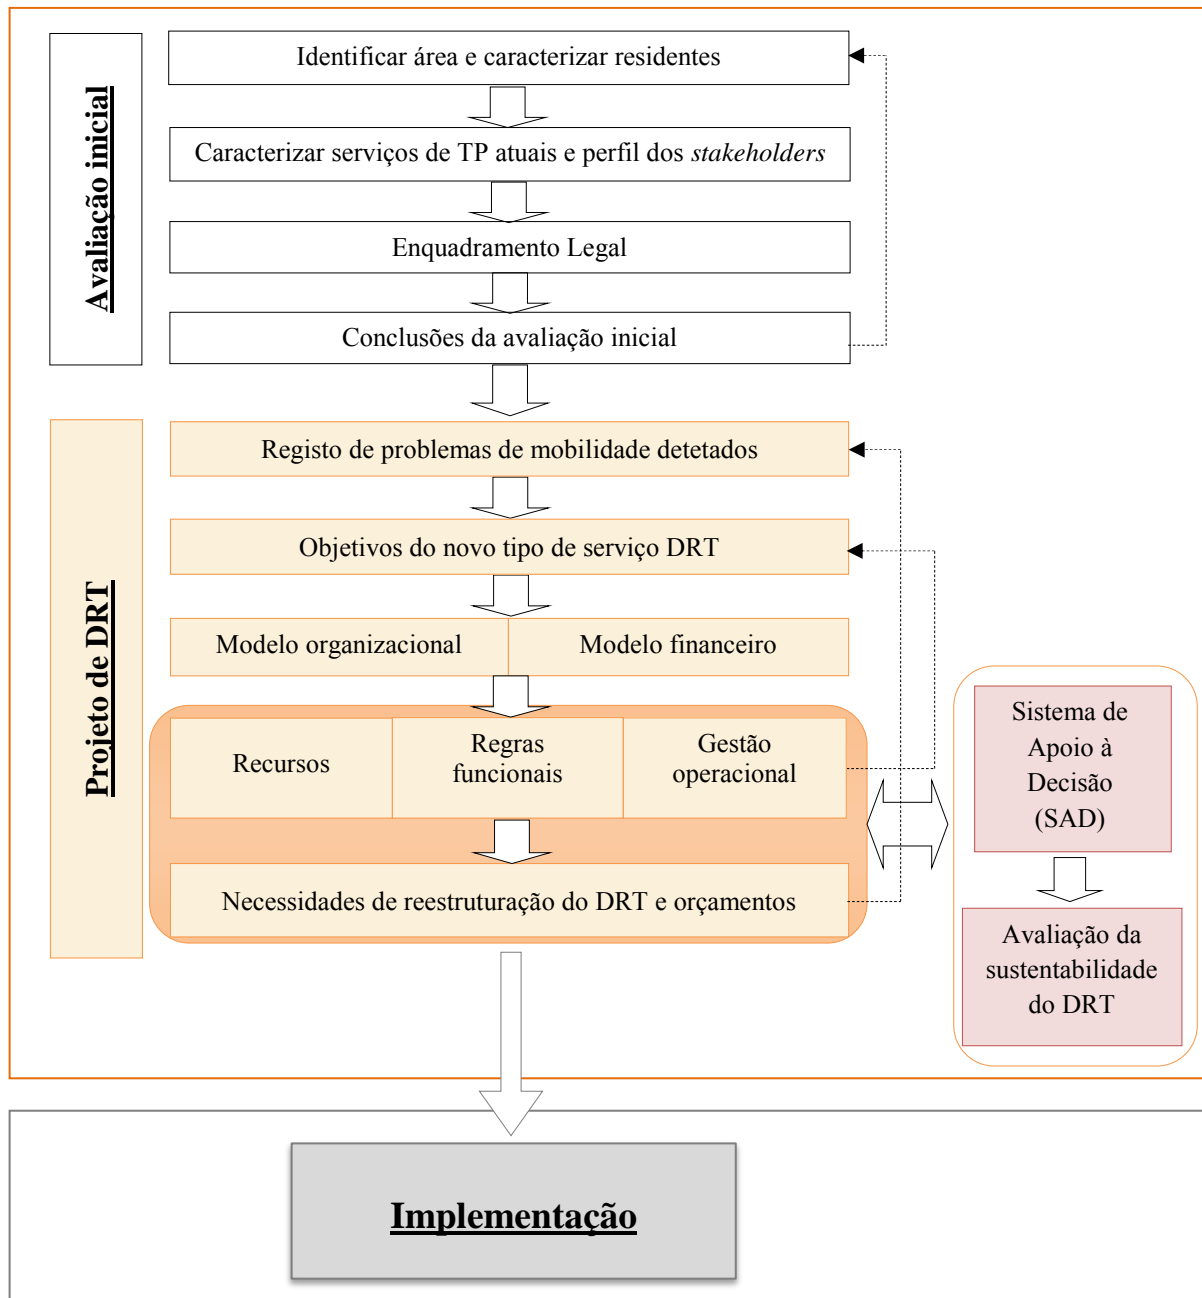 Avaliação inicial
Identificar área e caracterizar residentes
Caracterizar serviços de TP atuais e perfil dos stakeholders
Enquadramento Legal
Conclusões da avaliação inicial
Projeto de DRT
Registo de problemas de mobilidade detetados
Objetivos do novo tipo de serviço DRT
Modelo organizacional
Modelo financeiro
Recursos
Regras
funcionais
Gestão
operacional
Necessidades de reestruturação do DRT e orçamentos
Sistema de
Apoio à
Decisão
(SAD)
Avaliação da
sustentabilidade
do DRT
Implementação